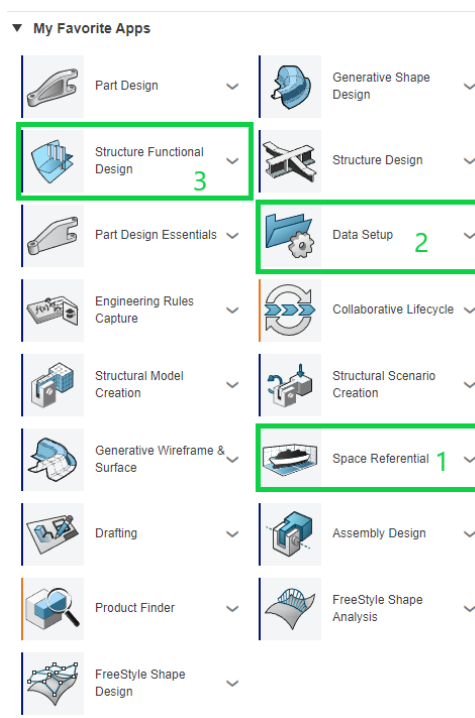 My Favorite Apps
Part Design
Generative Shape
Design
Structure Functional
Design
3
Structure Design
Part Design Essentials
Data Setup
2
Engineering Rules
Capture
Collaborative Lifecycle
Structural Model
Creation
Structural Scenario
Creation
Generative Wireframe &
Surface
Space Referential
1
Drafting
Assembly Design
Product Finder
FreeStyle Shape
Analysis
FreeStyle Shape
Design